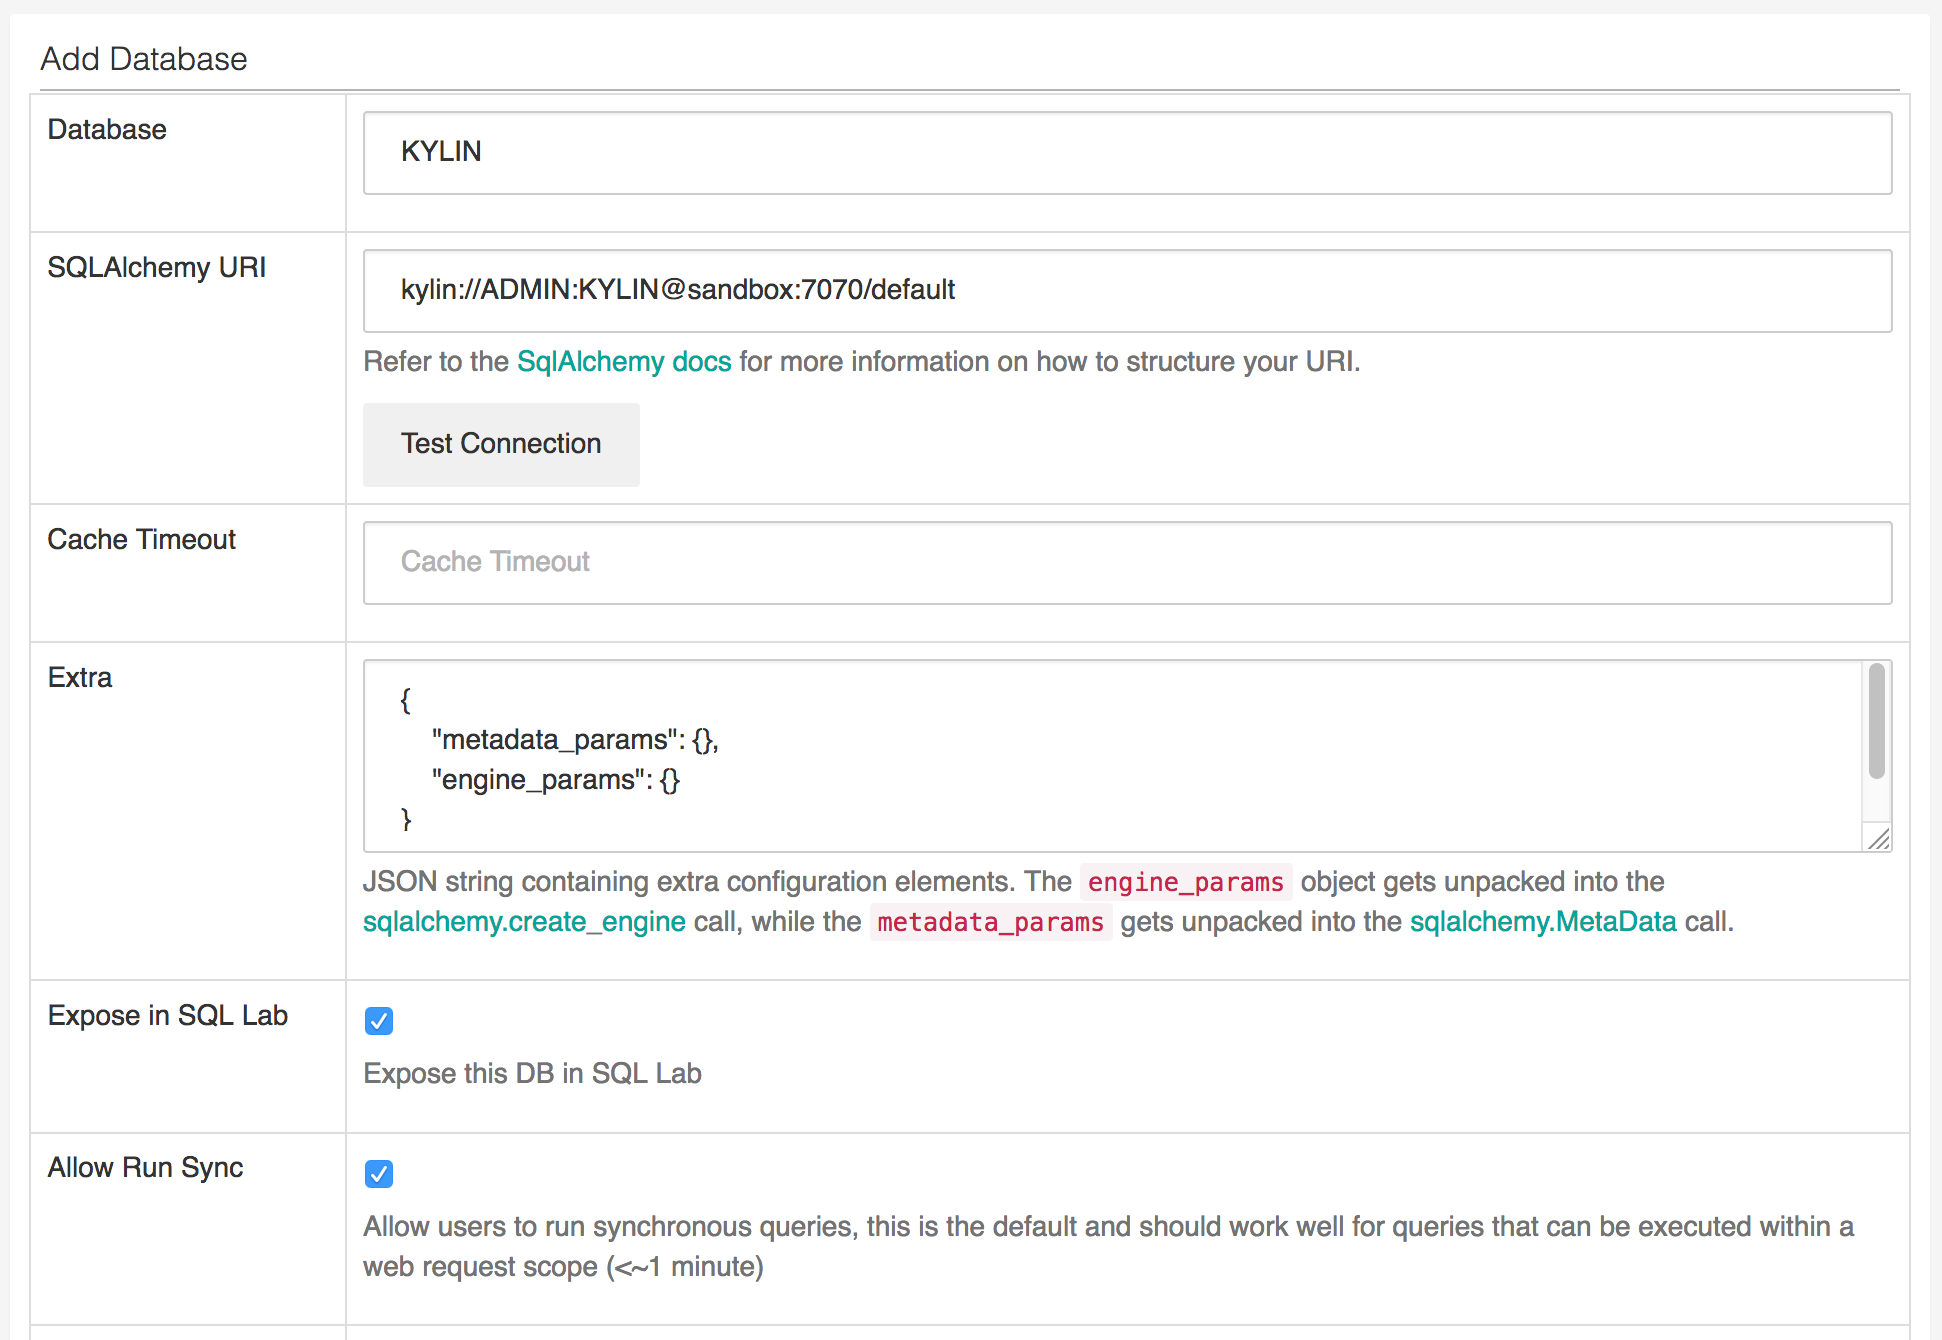 Add Database
Database
KYLIN
SQLAlchemy URI
kylin://ADMIN:KYLIN@sandbox:7070/default
Refer to the SqlAlchemy docs for more information on how to structure your URI.
Test Connection
Cache Timeout
Cache Timeout
Extra
{
"metadata_params": {},
"engine_params": {}
}
JSON string containing extra configuration elements. The engine_params object gets unpacked into the
sqlalchemy.create_engine call, while the metadata_params gets unpacked into the sqlalchemy.MetaData call.
Expose in SQL Lab
Expose this DB in SQL Lab
Allow Run Sync
Allow users to run synchronous queries, this is the default and should work well for queries that can be executed within a
web request scope (<~1 minute)